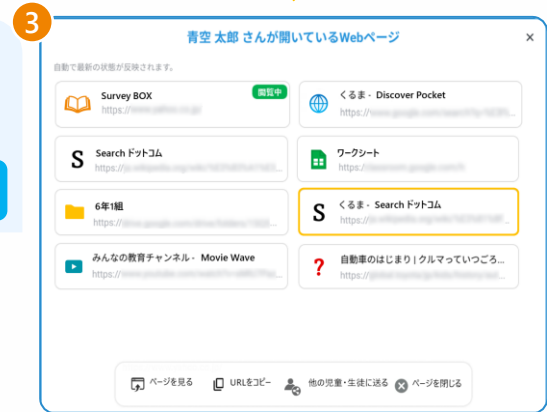 3
青空 太郎 さんが開いているWebページ
×
自動で最新の状態が反映されます。
Survey BOX
閲覧中
https://
くるま - Discover Pocket
https://
Search ドットコム
https://
ワークシート
https://
6年1組
https://
くるま - Search ドットコム
https://
みんなの教育チャンネル - Movie Wave
https://
自動車のはじまり | クルマっていつごろ...
https://
ページを見る
URLをコピー
他の児童・生徒に送る
ページを閉じる